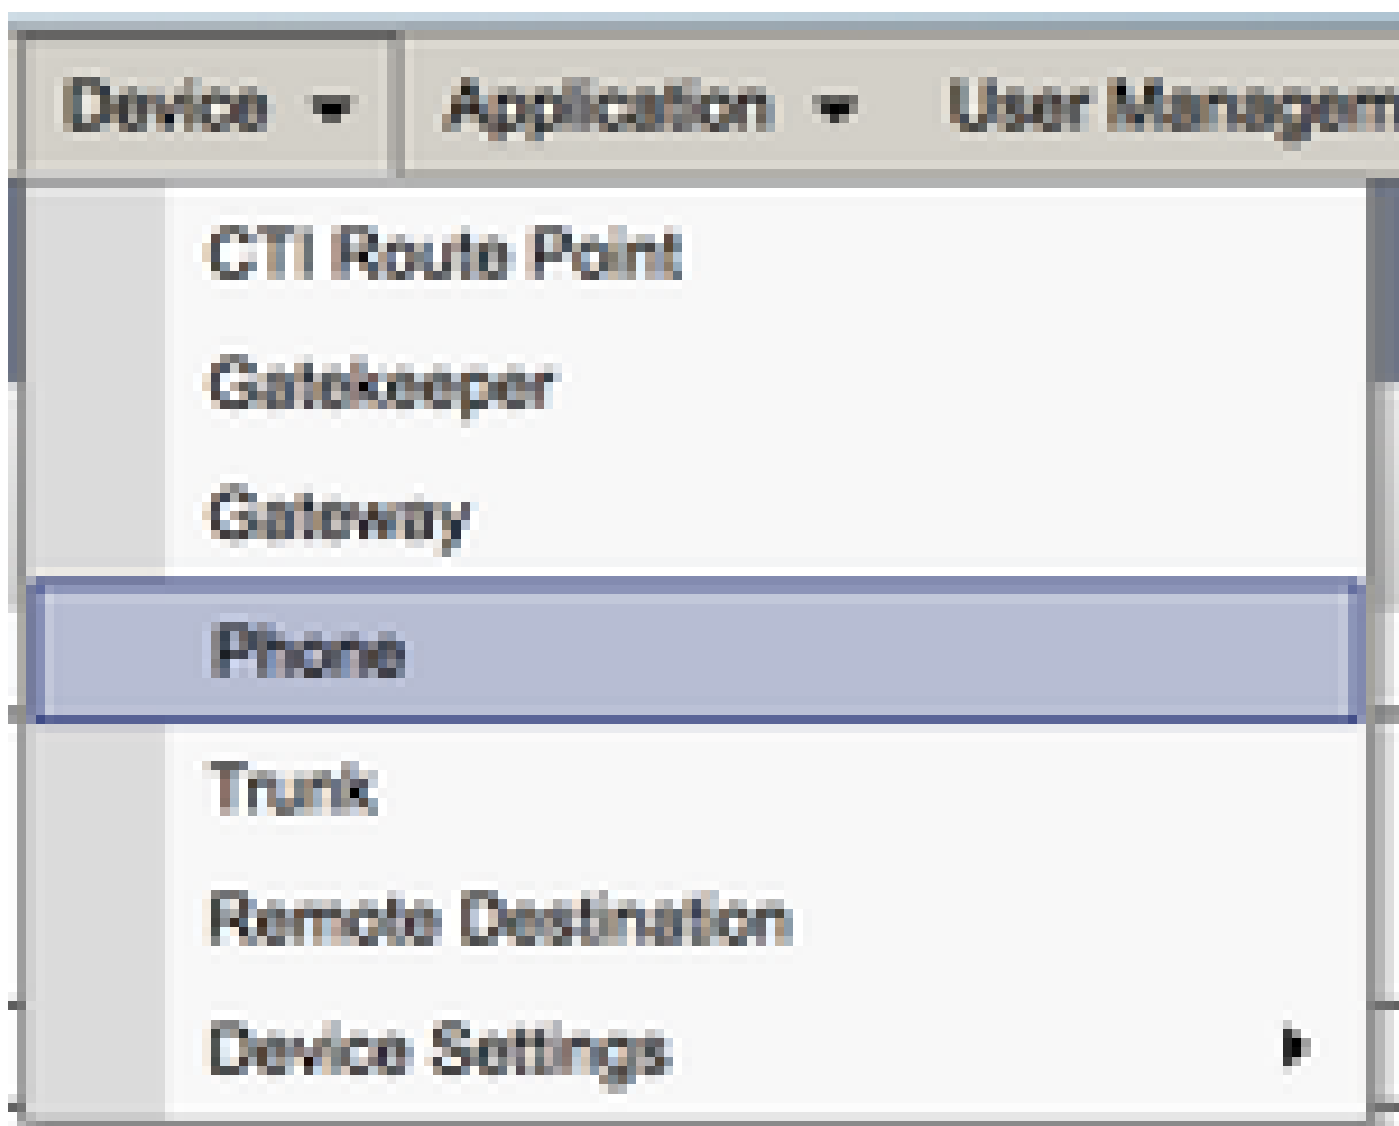 Device Application User Managem
CTI Route Point
Gatekeeper
Gateway
Phone
Trunk
Remote Destination
Device Settings